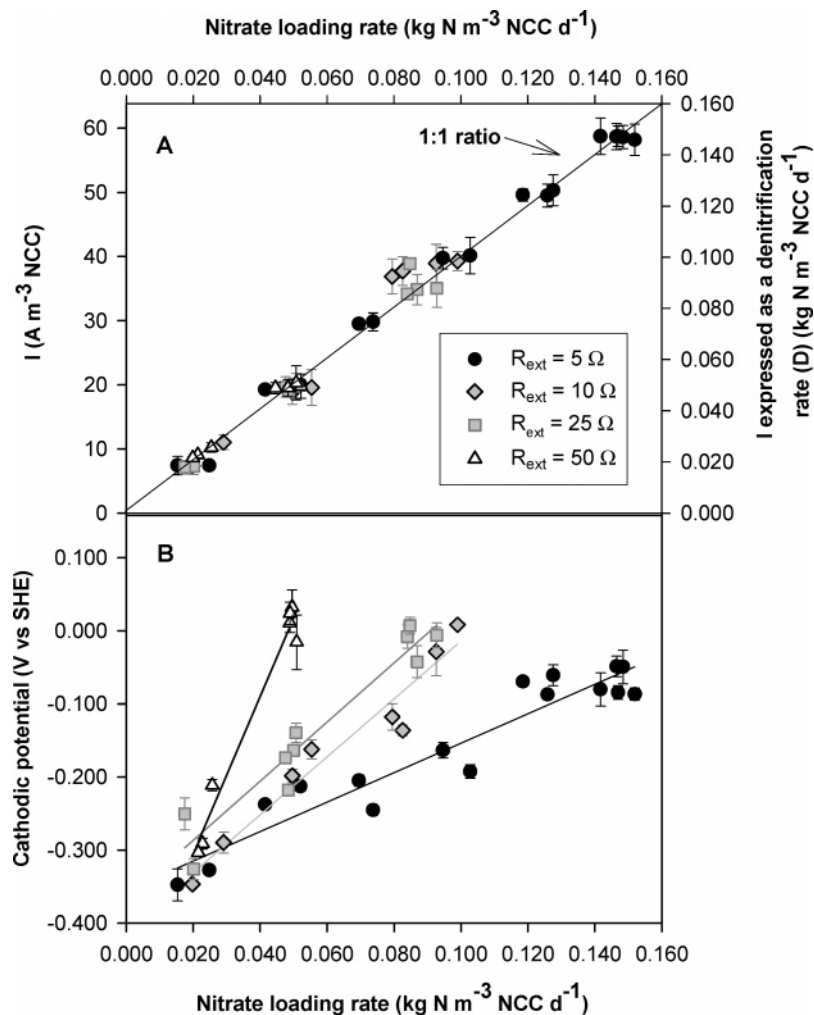 Nitrate loading rate (kg N m-3 NCC d-1)
0.000 0.020 0.040 0.060 0.080 0.100 0.120 0.140 0.160
A
1:1 ratio
60
50
40
30
20
10
0
I (A m-3 NCC)
0.160
0.140
0.120
0.100
0.080
0.060
0.040
0.020
0.000
I expressed as a denitrification
rate (D) (kg N m-3 NCC d-1)
Rext = 5 Ω
Rext = 10 Ω
Rext = 25 Ω
Rext = 50 Ω
B
0.100
0.000
-0.100
-0.200
-0.300
-0.400
Cathodic potential (V vs SHE)
0.000 0.020 0.040 0.060 0.080 0.100 0.120 0.140 0.160
Nitrate loading rate (kg N m-3 NCC d-1)